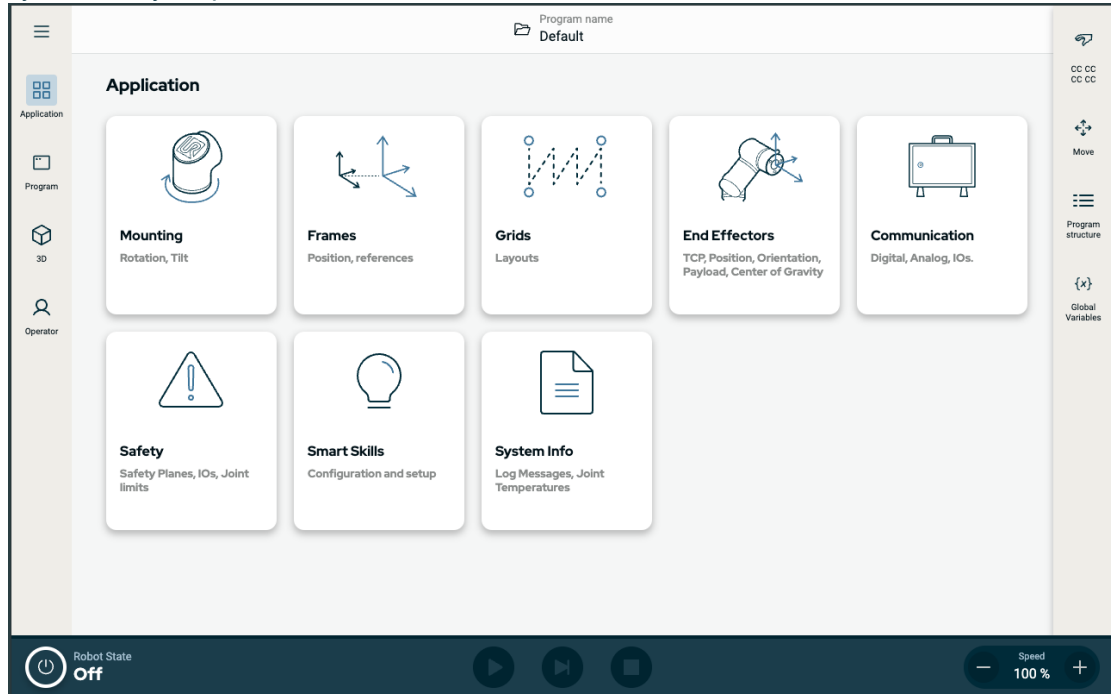 Program name
Default
Application
Program
3D
Operator
Application
Mounting
Rotation, Tilt
Frames
Position, references
Grids
Layouts
End Effectors
TCP, Position, Orientation,
Payload, Center of Gravity
Communication
Digital, Analog, IOs.
Safety
Safety Planes, IOs, Joint
limits
Smart Skills
Configuration and setup
System Info
Log Messages, Joint
Temperatures
CC CC
CC CC
Move
Program
structure
{x}
Global
Variables
Robot State
Off
Speed
100 %